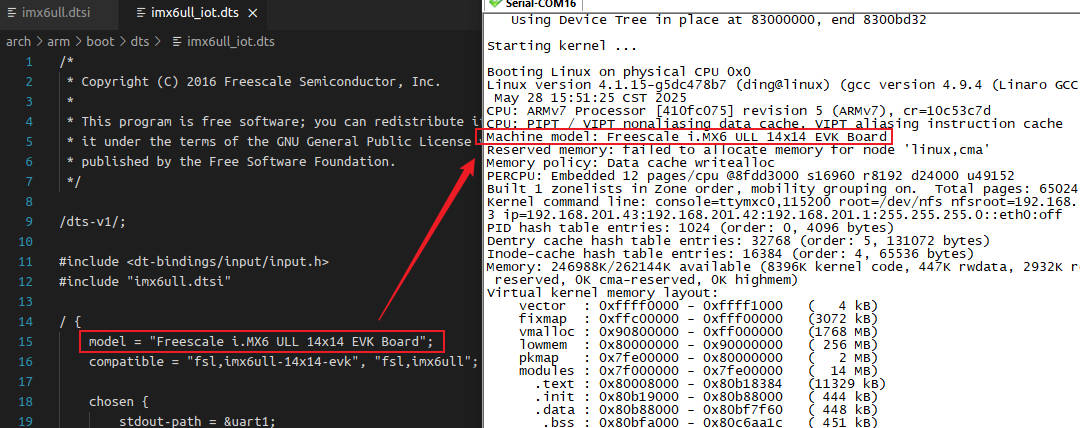 imx6ull.dtsi
imx6ull_iot.dts
arch > arm > boot > dts > imx6ull_iot.dts
1 /*
2 * Copyright (C) 2016 Freescale Semiconductor, Inc.
3 *
4 * This program is free software; you can redistribute i
5 * it under the terms of the GNU General Public License
6 * published by the Free Software Foundation.
7 */
8
9 /dts-v1/;
10
11 #include <dt-bindings/input/input.h>
12 #include "imx6ull.dtsi"
13
14 / {
15 model = "Freescale i.MX6 ULL 14x14 EVK Board";
16 compatible = "fsl,imx6ull-14x14-evk", "fsl,imx6ull";
17
18 chosen {
19 stdout-path = &uart1;
Serial-COM16
Using Device Tree in place at 83000000, end 8300bd32
Starting kernel ...
Booting Linux on physical CPU 0x0
Linux version 4.1.15-g5dc478b7 (ding@linux) (gcc version 4.9.4 (Linaro GCC
May 28 15:51:25 CST 2025
CPU: ARMv7 Processor [410fc075] revision 5 (ARMv7), cr=10c53c7d
CPU: PIPT / VIPT nonaliasing data cache, VIPT aliasing instruction cache
Machine model: Freescale i.MX6 ULL 14x14 EVK Board
Reserved memory: failed to allocate memory for node 'linux,cma'
Memory policy: Data cache writealloc
PERCPU: Embedded 12 pages/cpu @8fdd3000 s16960 r8192 d24000 u49152
Built 1 zonelists in Zone order, mobility grouping on.  Total pages: 65024
Kernel command line: console=ttymxc0,115200 root=/dev/nfs nfsroot=192.168.
3 ip=192.168.201.43:192.168.201.42:192.168.201.1:255.255.255.0::eth0:off
PID hash table entries: 1024 (order: 0, 4096 bytes)
Dentry cache hash table entries: 32768 (order: 5, 131072 bytes)
Inode-cache hash table entries: 16384 (order: 4, 65536 bytes)
Memory: 246988K/262144K available (8396K kernel code, 447K rwdata, 2932K r
reserved, 0K cma-reserved, 0K highmem)
Virtual kernel memory layout:
vector : 0xffff0000 - 0xffff1000 ( 4 kB)
fixmap : 0xffc00000 - 0xfff00000 (3072 kB)
vmalloc : 0x90800000 - 0xff000000 (1768 MB)
lowmem : 0x80000000 - 0x90000000 ( 256 MB)
pkmap : 0x7fe00000 - 0x80000000 ( 2 MB)
modules : 0x7f000000 - 0x7fe00000 ( 14 MB)
.text : 0x80008000 - 0x80b18384 (11329 kB)
.init : 0x80b19000 - 0x80b88000 ( 444 kB)
.data : 0x80b88000 - 0x80bf7f60 ( 448 kB)
.bss : 0x80bfa000 - 0x80c6aa1c ( 451 kB)